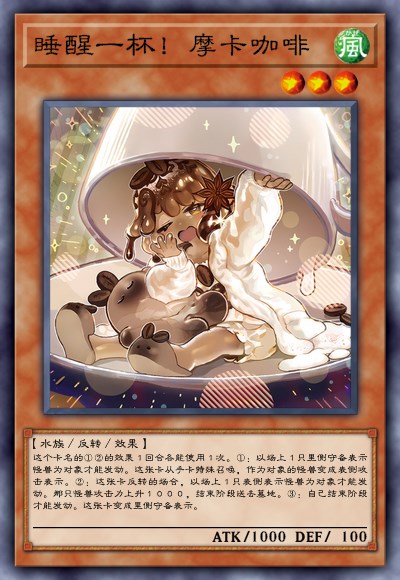 睡醒一杯！摩卡咖啡
風
【水族／反转／效果】
这个卡名的①②的效果1回合各能使用1次。①：以场上1只里侧守备表示
怪兽为对象才能发动。这张卡从手卡特殊召唤，作为对象的怪兽变成表侧攻
击表示。②：这张卡反转的场合，以场上1只表侧表示怪兽为对象才能发
动。那只怪兽攻击力上升1000，结束阶段送去墓地。③：自己结束阶段
才能发动。这张卡变成里侧守备表示。
ATK/1000 DEF/ 100